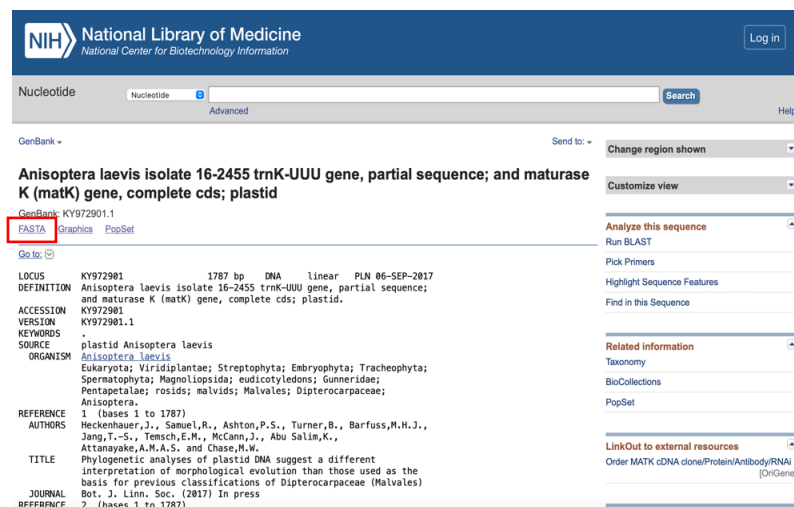 NIH National Library of Medicine
National Center for Biotechnology Information
Log in
Nucleotide
Nucleotide
Search
Advanced
Help
GenBank
Send to:
Anisoptera laevis isolate 16-2455 trnK-UUU gene, partial sequence; and maturase
K (matK) gene, complete cds; plastid
GenBank: KY972901.1
FASTA Graphics PopSet
Go to:
LOCUS KY972901 1787 bp DNA linear PLN 06-SEP-2017
DEFINITION Anisoptera laevis isolate 16-2455 trnK-UUU gene, partial sequence;
and maturase K (matK) gene, complete cds; plastid.
ACCESSION KY972901
VERSION KY972901.1
KEYWORDS .
SOURCE plastid Anisoptera laevis
ORGANISM Anisoptera laevis
Eukaryota; Viridiplantae; Streptophyta; Embryophyta; Tracheophyta;
Spermatophyta; Magnoliopsida; eudicotyledons; Gunneridae;
Pentapetalae; rosids; malvids; Malvales; Dipterocarpaceae;
Anisoptera.
REFERENCE 1 (bases 1 to 1787)
AUTHORS Heckenhauer,J., Samuel,R., Ashton,P.S., Turner,B., Barfuss,M.H.J.,
Jang,T.-S., Temsch,E.M., McCann,J., Abu Salim,K.,
Attanayake,A.M.A.S. and Chase,M.W.
TITLE Phylogenetic analyses of plastid DNA suggest a different
interpretation of morphological evolution than those used as the
basis for previous classifications of Dipterocarpaceae (Malvales)
JOURNAL Bot. J. Linn. Soc. (2017) In press
REFERENCE 2 (bases 1 to 1787)
Change region shown
Customize view
Analyze this sequence
Run BLAST
Pick Primers
Highlight Sequence Features
Find in this Sequence
Related information
Taxonomy
BioCollections
PopSet
LinkOut to external resources
Order MATK cDNA clone/Protein/Antibody/RNAi
[OriGene